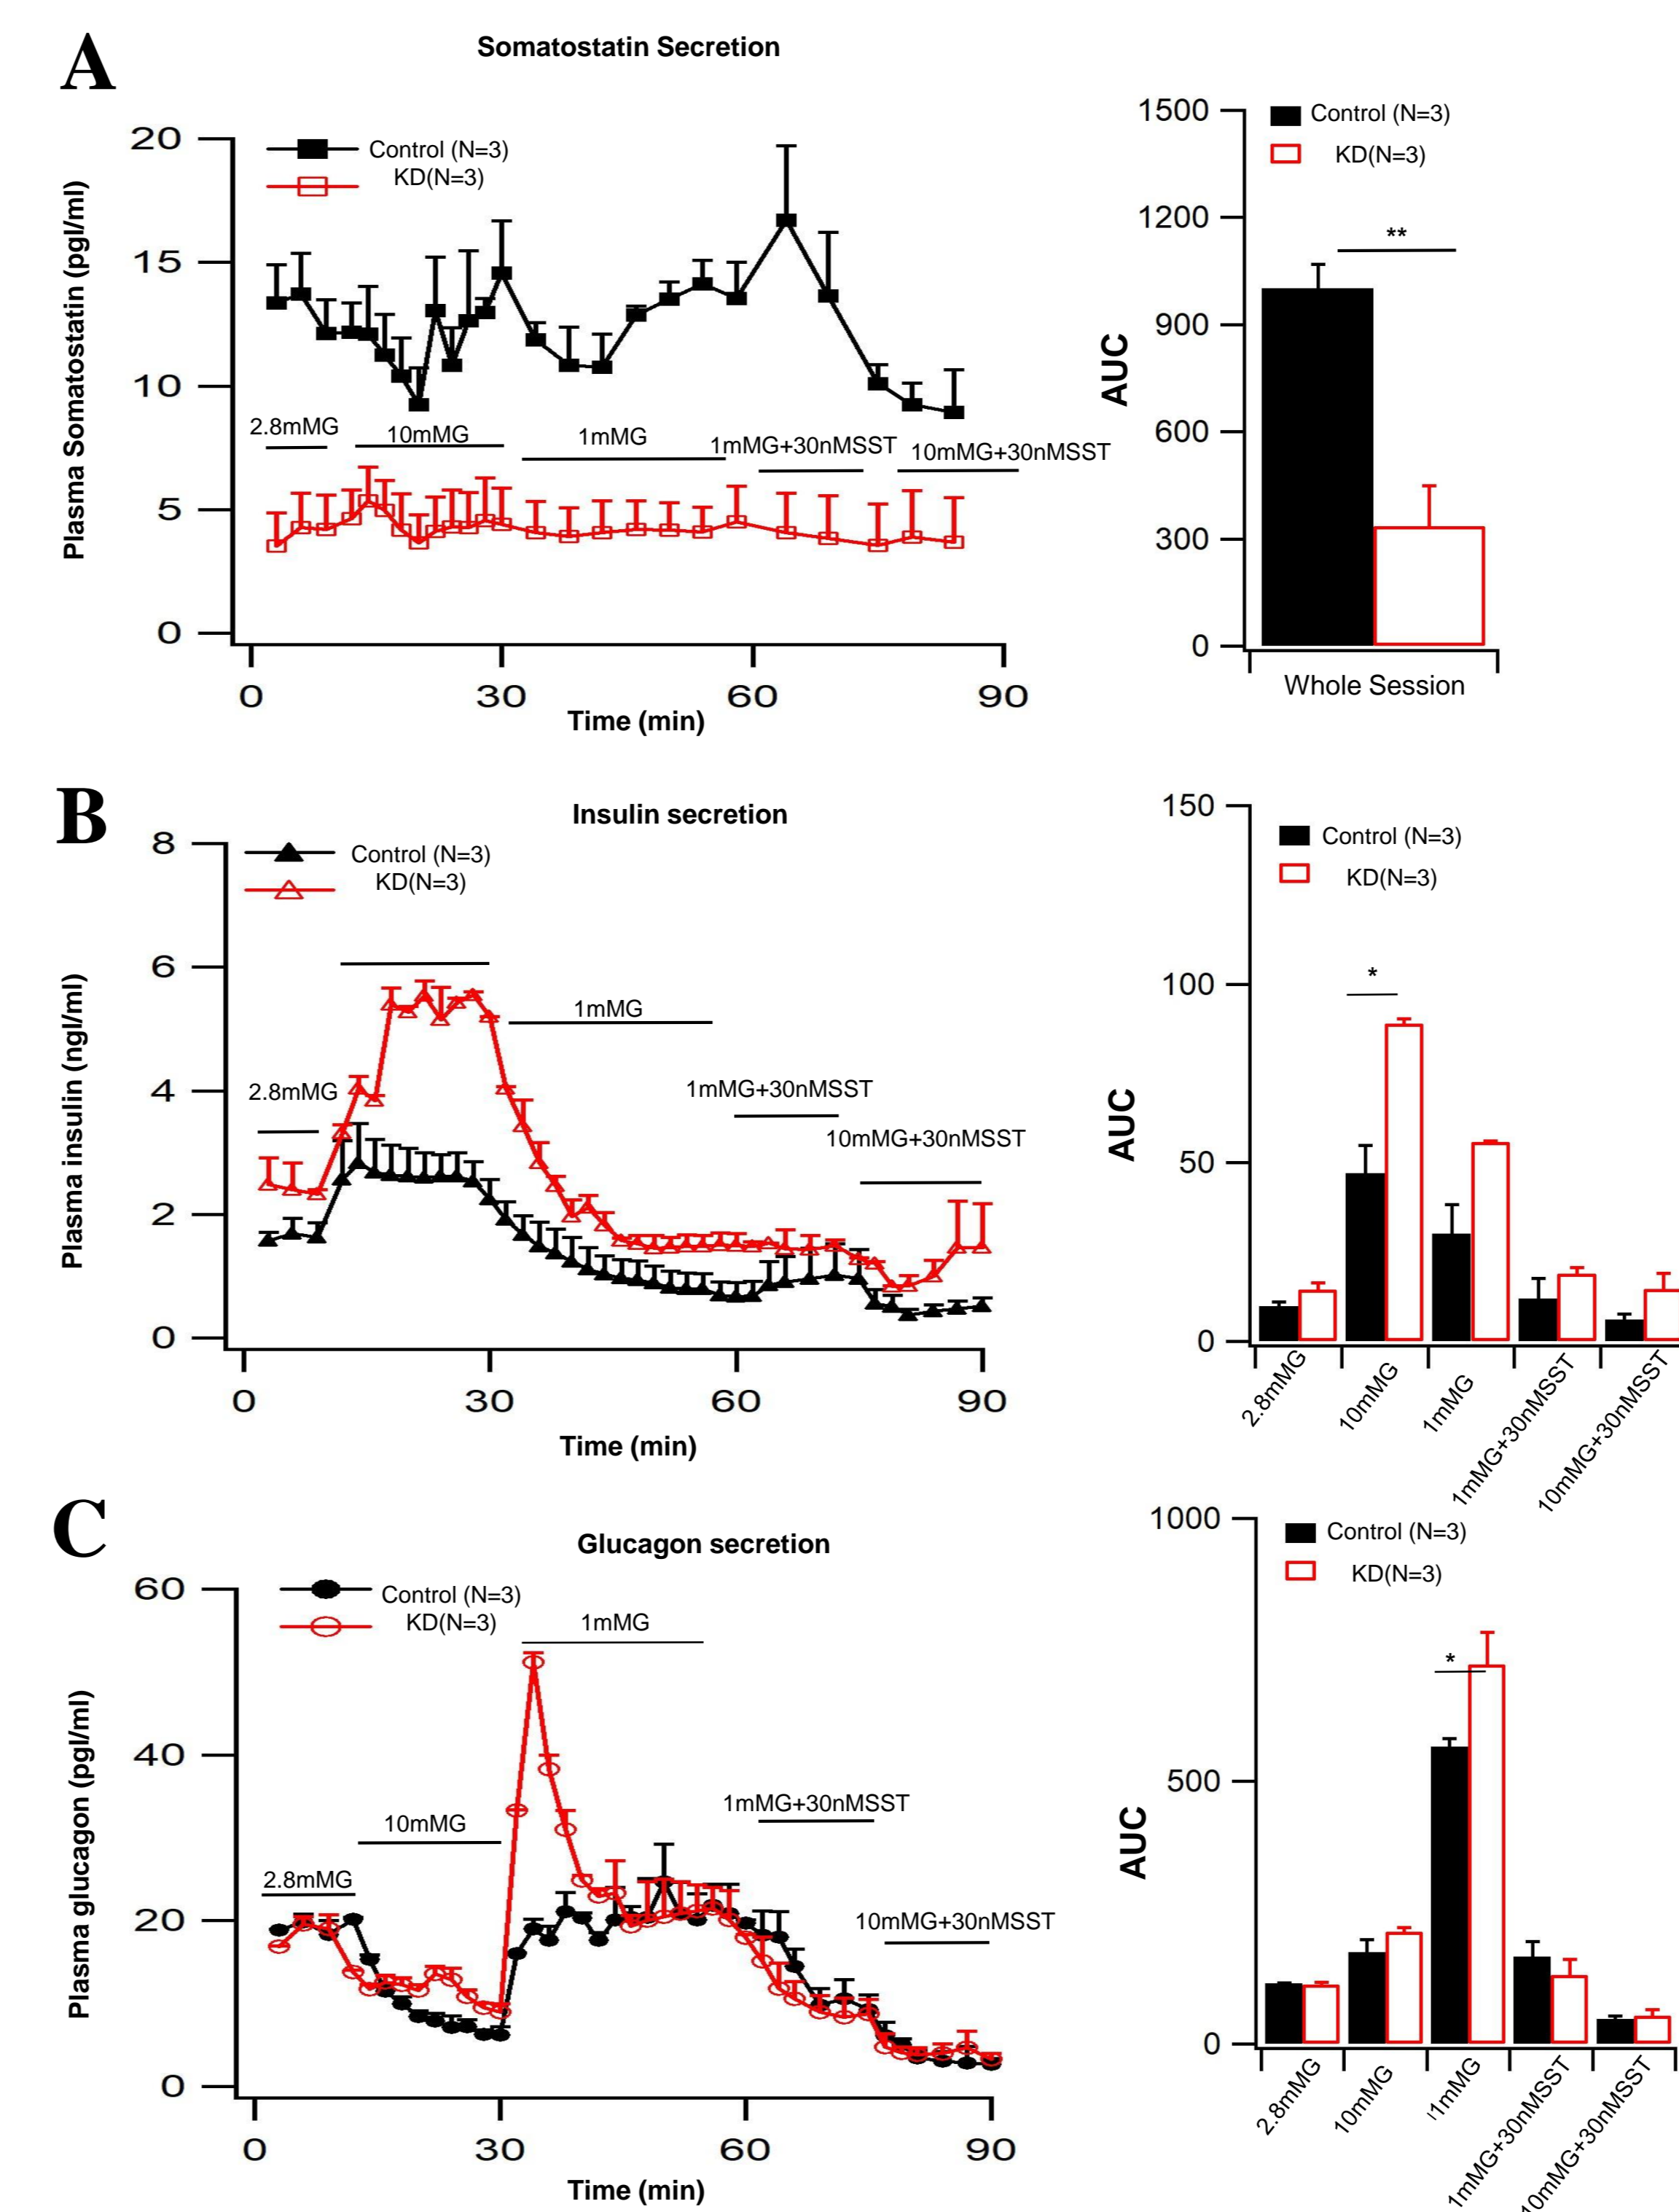 A
Somatostatin Secretion
Plasma Somatostatin (pgl/ml)
20
15
10
5
0
Control (N=3)
KD(N=3)
2.8mMG
10mMG
1mMG
1mMG+30nMSST
10mMG+30nMSST
0
30
60
90
Time (min)
AUC
1500
1200
900
600
300
0
Control (N=3)
KD(N=3)
**
Whole Session
B
Insulin secretion
Plasma insulin (ngl/ml)
8
6
4
2
0
Control (N=3)
KD(N=3)
2.8mMG
1mMG
1mMG+30nMSST
10mMG+30nMSST
0
30
60
90
Time (min)
AUC
150
100
50
0
Control (N=3)
KD(N=3)
*
2.8mMG
10mMG
1mMG
1mMG+30nMSST
10mMG+30nMSST
C
Glucagon secretion
Plasma glucagon (pgl/ml)
60
40
20
0
Control (N=3)
KD(N=3)
2.8mMG
10mMG
1mMG
1mMG+30nMSST
10mMG+30nMSST
0
30
60
90
Time (min)
AUC
1000
500
0
Control (N=3)
KD(N=3)
*
2.8mMG
10mMG
1mMG
1mMG+30nMSST
10mMG+30nMSST